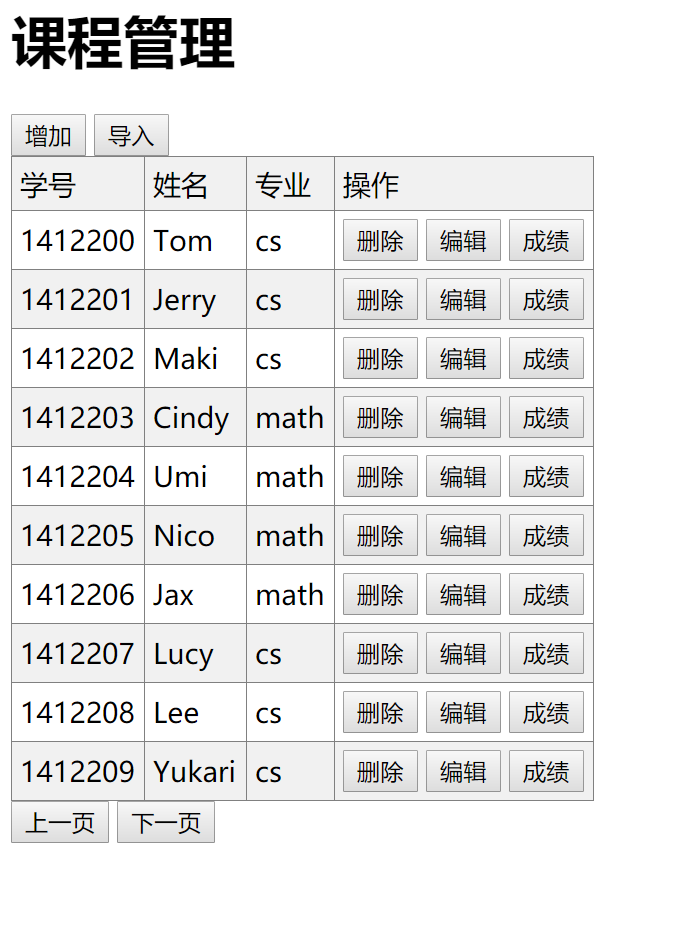 课程管理
增加 导入
学号 姓名 专业 操作
1412200 Tom cs 删除 编辑 成绩
1412201 Jerry cs 删除 编辑 成绩
1412202 Maki cs 删除 编辑 成绩
1412203 Cindy math 删除 编辑 成绩
1412204 Umi math 删除 编辑 成绩
1412205 Nico math 删除 编辑 成绩
1412206 Jax math 删除 编辑 成绩
1412207 Lucy cs 删除 编辑 成绩
1412208 Lee cs 删除 编辑 成绩
1412209 Yukari cs 删除 编辑 成绩
上一页 下一页